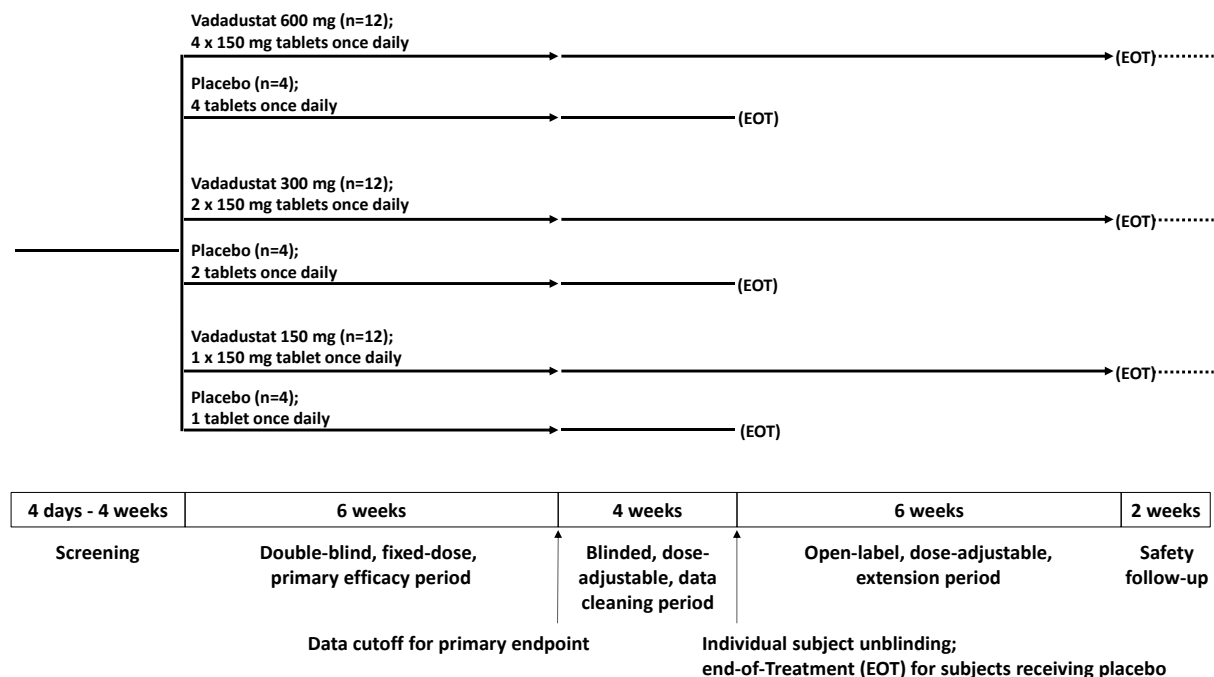 Vadadustat 600 mg (n=12);
4 x 150 mg tablets once daily
(EOT)
Placebo (n=4);
4 tablets once daily
(EOT)
Vadadustat 300 mg (n=12);
2 x 150 mg tablets once daily
(EOT)
Placebo (n=4);
2 tablets once daily
(EOT)
Vadadustat 150 mg (n=12);
1 x 150 mg tablet once daily
(EOT)
Placebo (n=4);
1 tablet once daily
(EOT)
4 days - 4 weeks
6 weeks
4 weeks
6 weeks
2 weeks
Screening
Double-blind, fixed-dose,
primary efficacy period
Blinded, dose-
adjustable, data
cleaning period
Open-label, dose-adjustable,
extension period
Safety
follow-up
Data cutoff for primary endpoint
Individual subject unblinding;
end-of-Treatment (EOT) for subjects receiving placebo